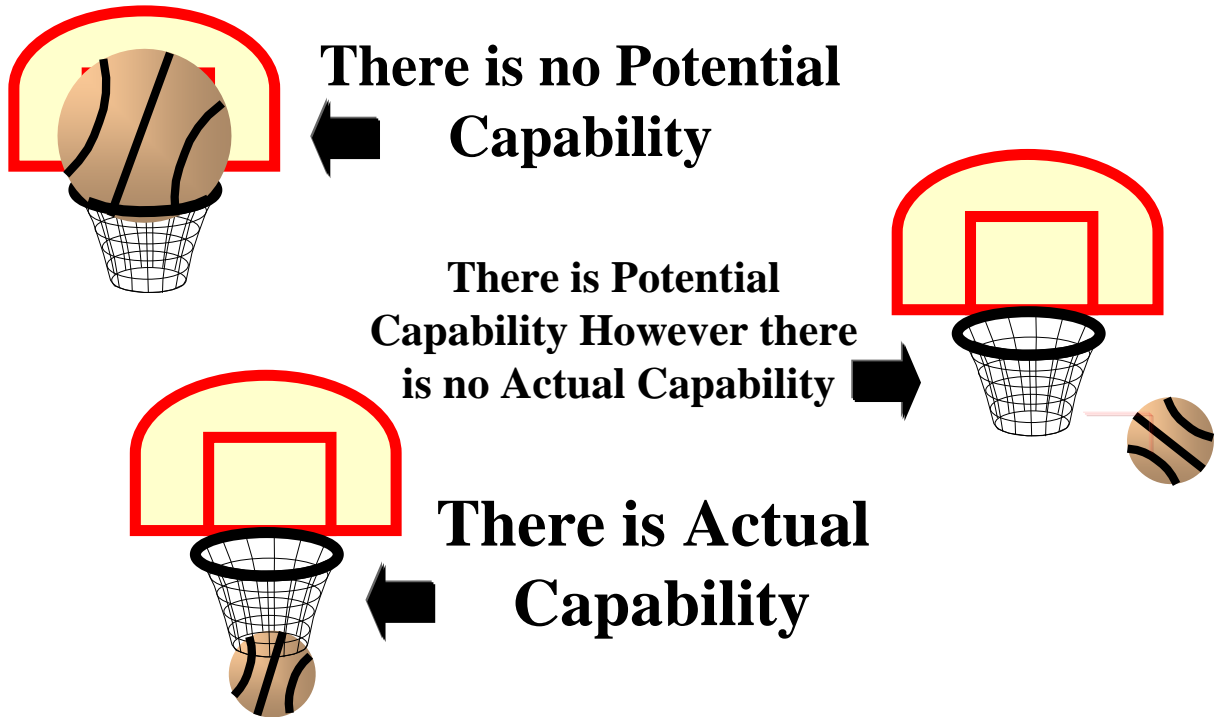 There is no Potential
Capability
There is Potential
Capability However there
is no Actual Capability
There is Actual
Capability